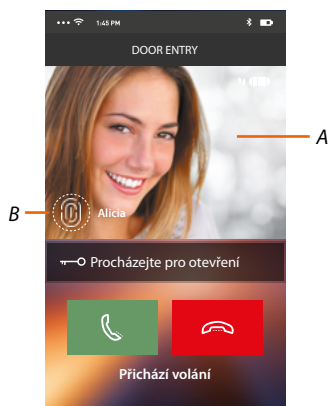 1:45 PM
DOOR ENTRY
A
B
Alicia
Procházejte pro otevření
Přichází volání